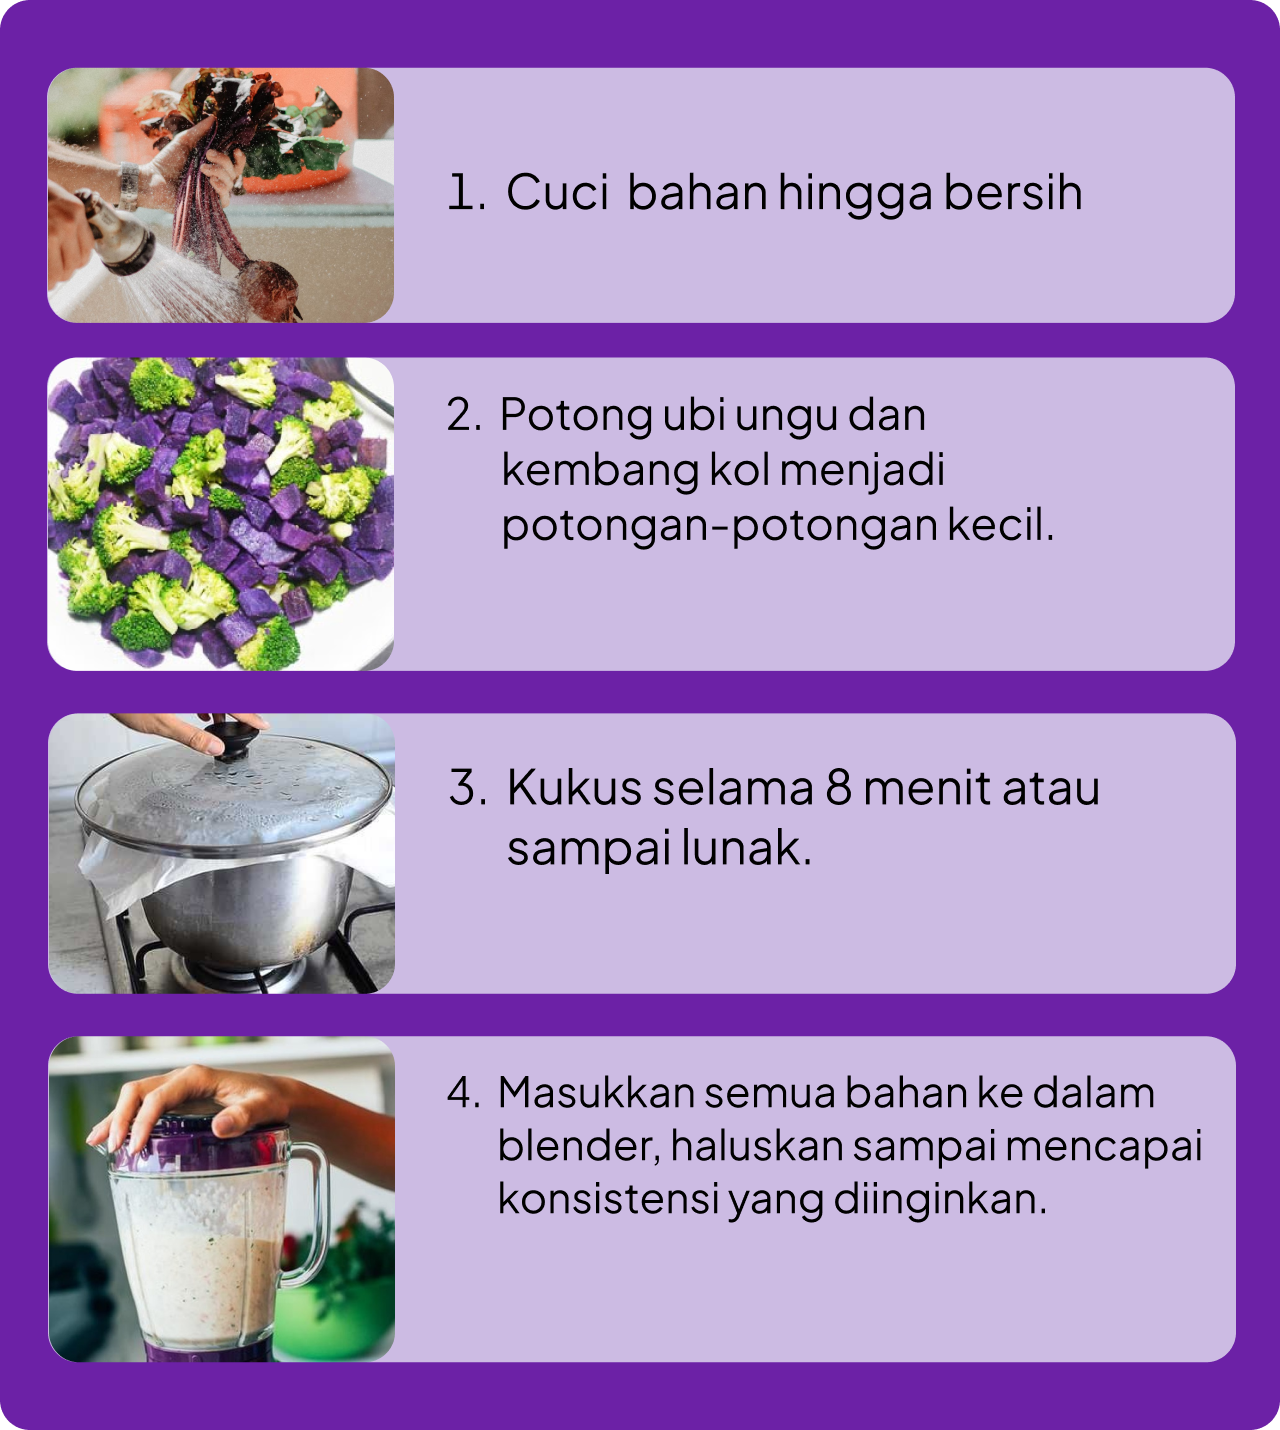 1. Cuci bahan hingga bersih
2. Potong ubi ungu dan
kembang kol menjadi
potongan-potongan kecil.
3. Kukus selama 8 menit atau
sampai lunak.
4. Masukkan semua bahan ke dalam
blender, haluskan sampai mencapai
konsistensi yang diinginkan.